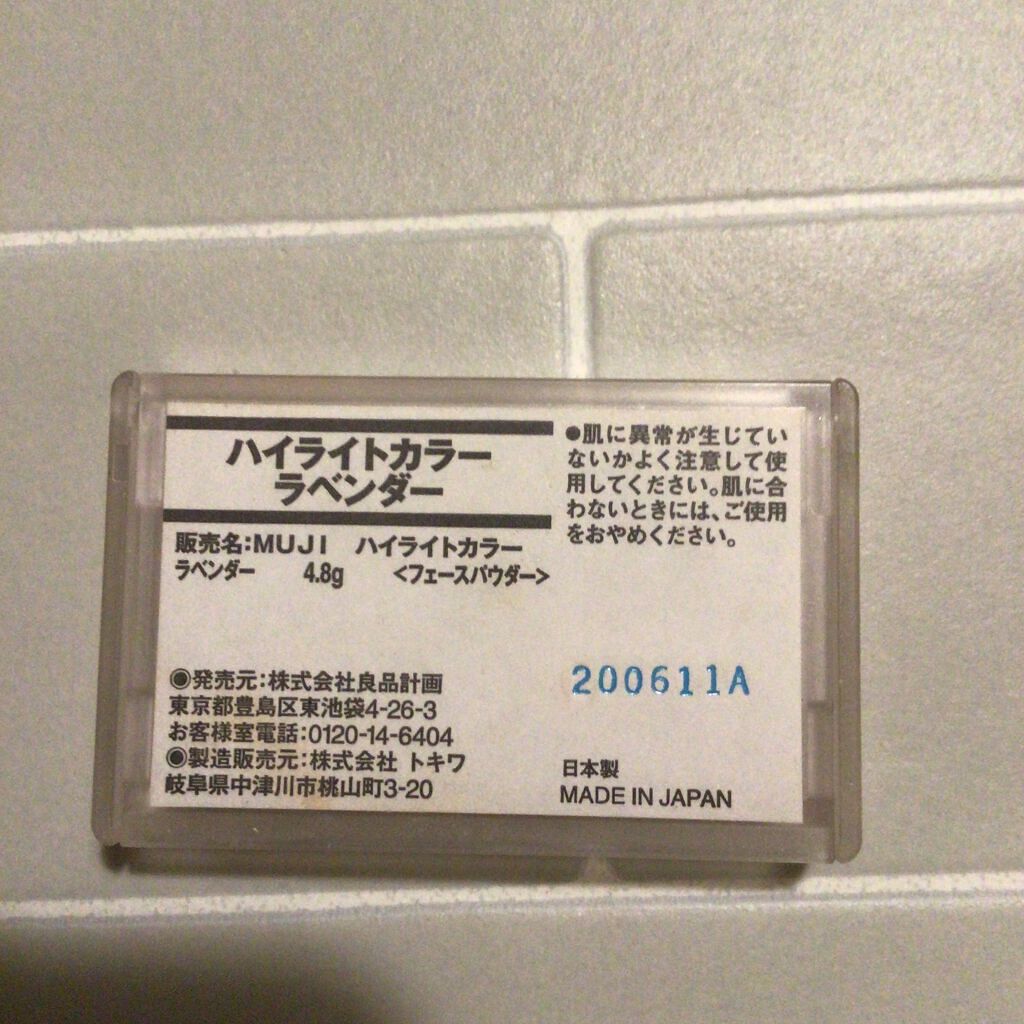 ハイライトカラー
ラベンダー
販売名:MUJI ハイライトカラー
ラベンダー 4.8g <フェースパウダー>
●肌に異常が生じてい
ないかよく注意して使
用してください。肌に合
わないときには、ご使用
をおやめください。
◉発売元:株式会社良品計画
東京都豊島区東池袋4-26-3
お客様室電話:0120-14-6404
◉製造販売元:株式会社 トキワ
岐阜県中津川市桃山町3-20
200611A
日本製
MADE IN JAPAN